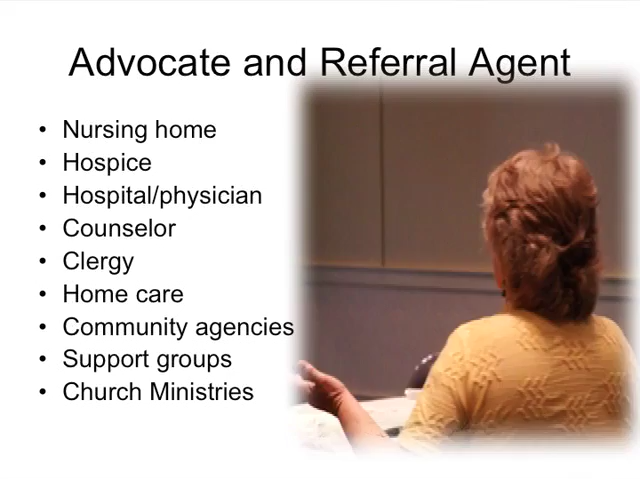 Advocate and Referral Agent
• Nursing home
• Hospice
• Hospital/physician
• Counselor
• Clergy
• Home care
• Community agencies
• Support groups
• Church Ministries